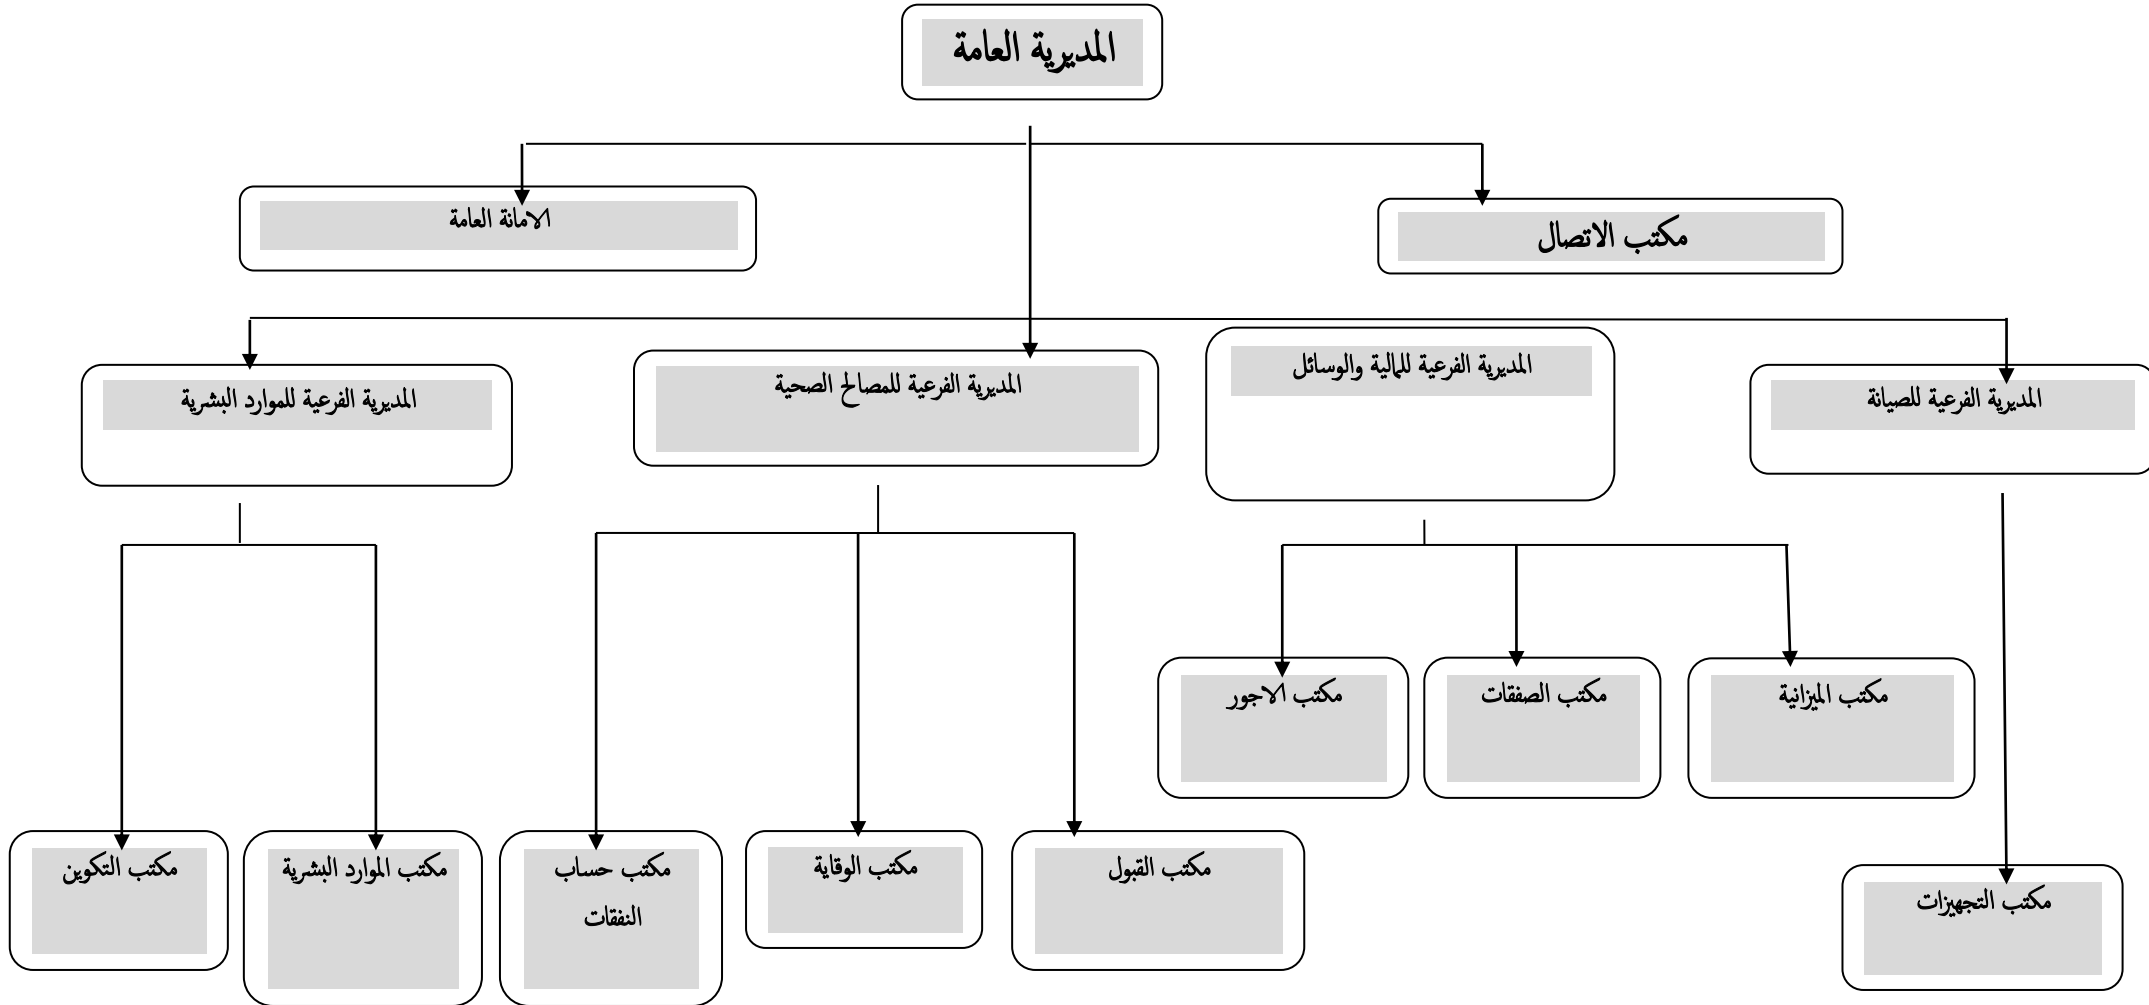 المديرية العامة
مكتب الاتصال
الامانة العامة
المديرية الفرعية للصيانة
المديرية الفرعية للمالية والوسائل
المديرية الفرعية للمصالح الصحية
المديرية الفرعية للموارد البشرية
مكتب الميزانية
مكتب الصفقات
مكتب الاجور
مكتب التجهيزات
مكتب القبول
مكتب الوقاية
مكتب حساب
النفقات
مكتب الموارد البشرية
مكتب التكوين